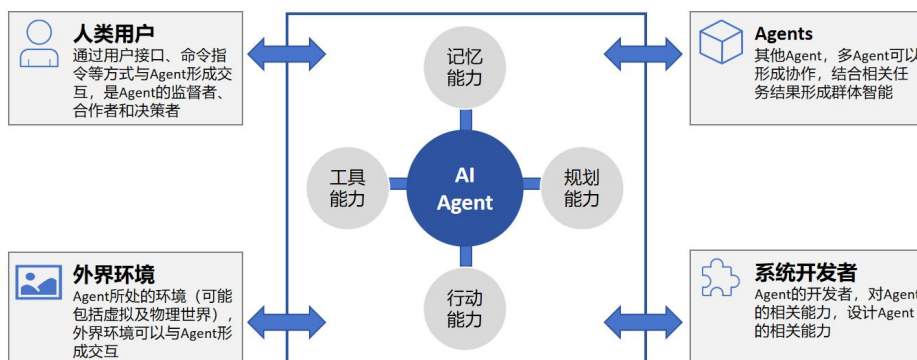 人类用户
通过用户接口、命令指
令等方式与Agent形成交
互，是Agent的监督者、
合作者和决策者
Agents
其他Agent，多Agent可以
形成协作，结合相关任
务结果形成群体智能
记忆
能力
工具
能力
AI
Agent
规划
能力
行动
能力
外界环境
Agent所处的环境（可能
包括虚拟及物理世界），
外界环境可以与Agent形
成交互
系统开发者
Agent的开发者，对Agent
的相关能力，设计Agent
的相关能力